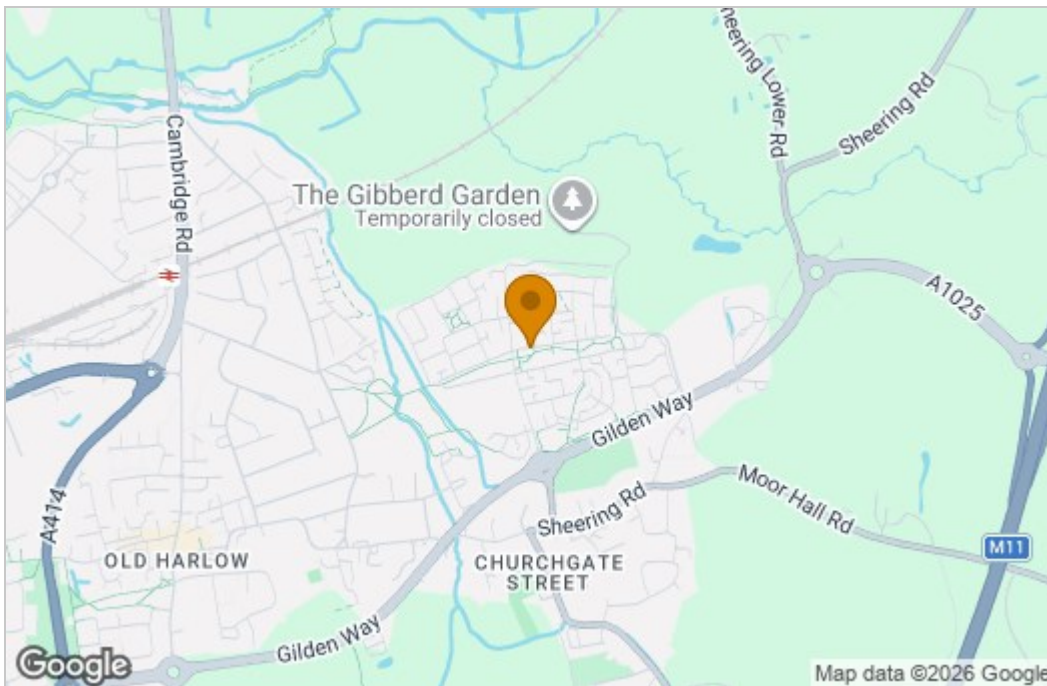 heering Lower Rd
Sheering Rd
Cambridge Rd
The Gibberd Garden
Temporarily closed
A1025
Gilden Way
A414
Moor Hall Rd
Sheering Rd
M11
OLD HARLOW
CHURCHGATE
STREET
Gilden Way
Google
Map data ©2026 Google